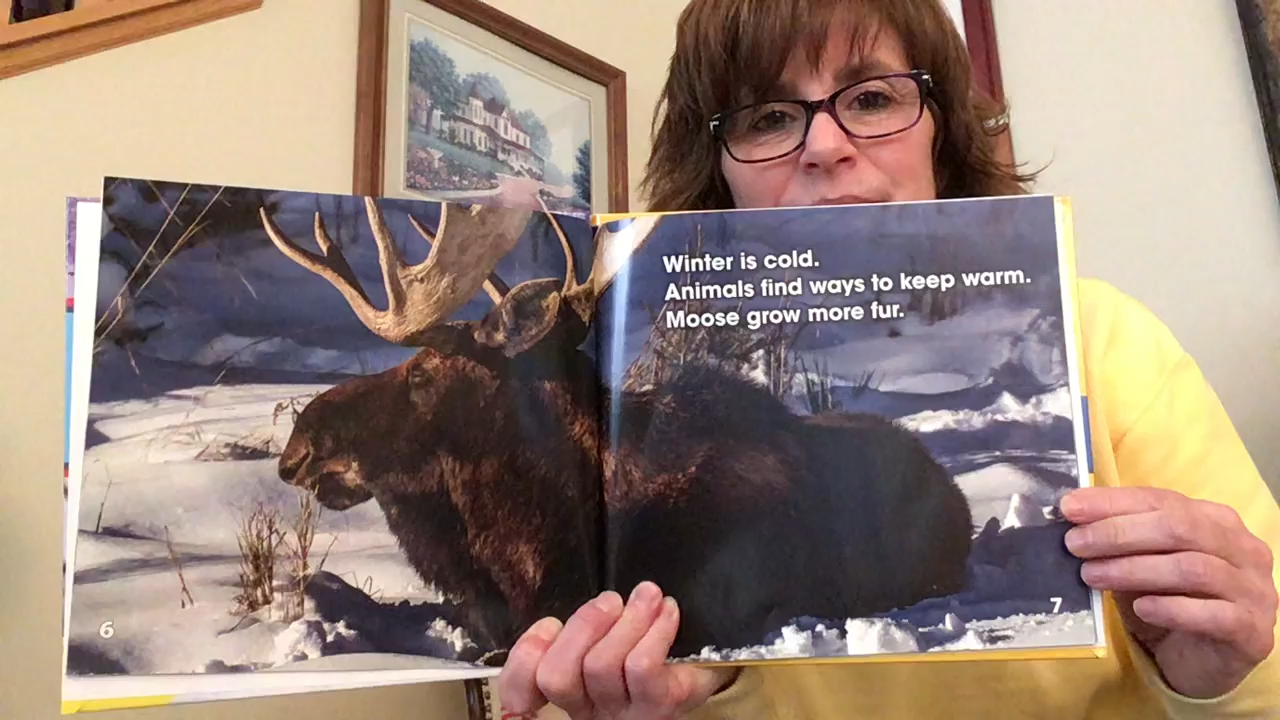 Winter is cold.
Animals find ways to keep warm.
Moose grow more fur.
6
7